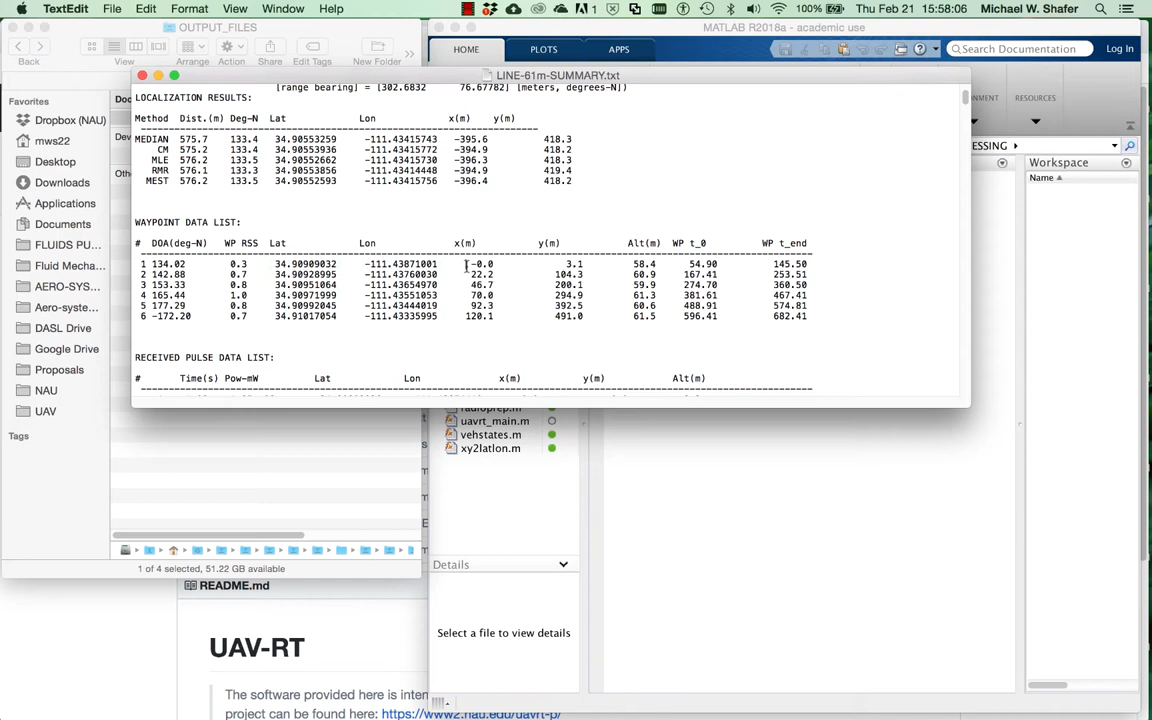 TextEdit File Edit Format View Window Help 1 100% Thu Feb 21 15:58:06 Michael W. Shafer
OUTPUT_FILES
MATLAB R2018a - academic use
HOME PLOTS APPS Search Documentation Log In
Back View Arrange Action Share Edit Tags New Folder
LINE-61m-SUMMARY.txt
[range bearing] = [302.6832 76.67782] [meters, degrees-N])
LOCALIZATION RESULTS:
Method Dist.(m) Deg-N Lat Lon x(m) y(m)
MEDIAN 575.7 133.4 34.90553259 -111.43415743 -395.6 418.3
CM 575.2 133.4 34.90553936 -111.43415772 -394.9 418.2
MLE 576.2 133.5 34.90552662 -111.43415730 -396.3 418.3
RMR 576.1 133.3 34.90553856 -111.43414448 -394.9 419.4
MEST 576.2 133.5 34.90552593 -111.43415756 -396.4 418.2
WAYPOINT DATA LIST:
# DOA(deg-N) WP RSS Lat Lon x(m) y(m) Alt(m) WP t_0 WP t_end
1 134.02 0.3 34.90909032 -111.43871001 -0.0 3.1 58.4 54.90 145.50
2 142.88 0.7 34.90928995 -111.43760030 22.2 104.3 60.9 167.41 253.51
3 153.33 0.8 34.90951064 -111.43654970 46.7 200.1 59.9 274.70 360.50
4 165.44 1.0 34.90971999 -111.43551053 70.0 294.9 61.3 381.61 467.41
5 177.29 0.8 34.90992045 -111.43444019 92.3 392.5 60.6 488.91 574.81
6 -172.20 0.7 34.91017054 -111.43335995 120.1 491.0 61.5 596.41 682.41
RECEIVED PULSE DATA LIST:
# Time(s) Pow-mW Lat Lon x(m) y(m) Alt(m)
Favorites
Dropbox (NAU)
mws22
Desktop
Downloads
Applications
Documents
FLUIDS PU...
Fluid Mecha...
AERO-SYS...
Aero-syste...
DASL Drive
Google Drive
Proposals
NAU
UAV
Tags
Doc
Dev
Oth
RESOURCES
ESSING
Workspace
Name
radioprep.m
uavrt_main.m
vehstates.m
xy2latlon.m
Details
Select a file to view details
1 of 4 selected, 51.22 GB available
README.md
UAV-RT
The software provided here is inten
project can be found here: https://www2.nau.edu/uavrt-p/